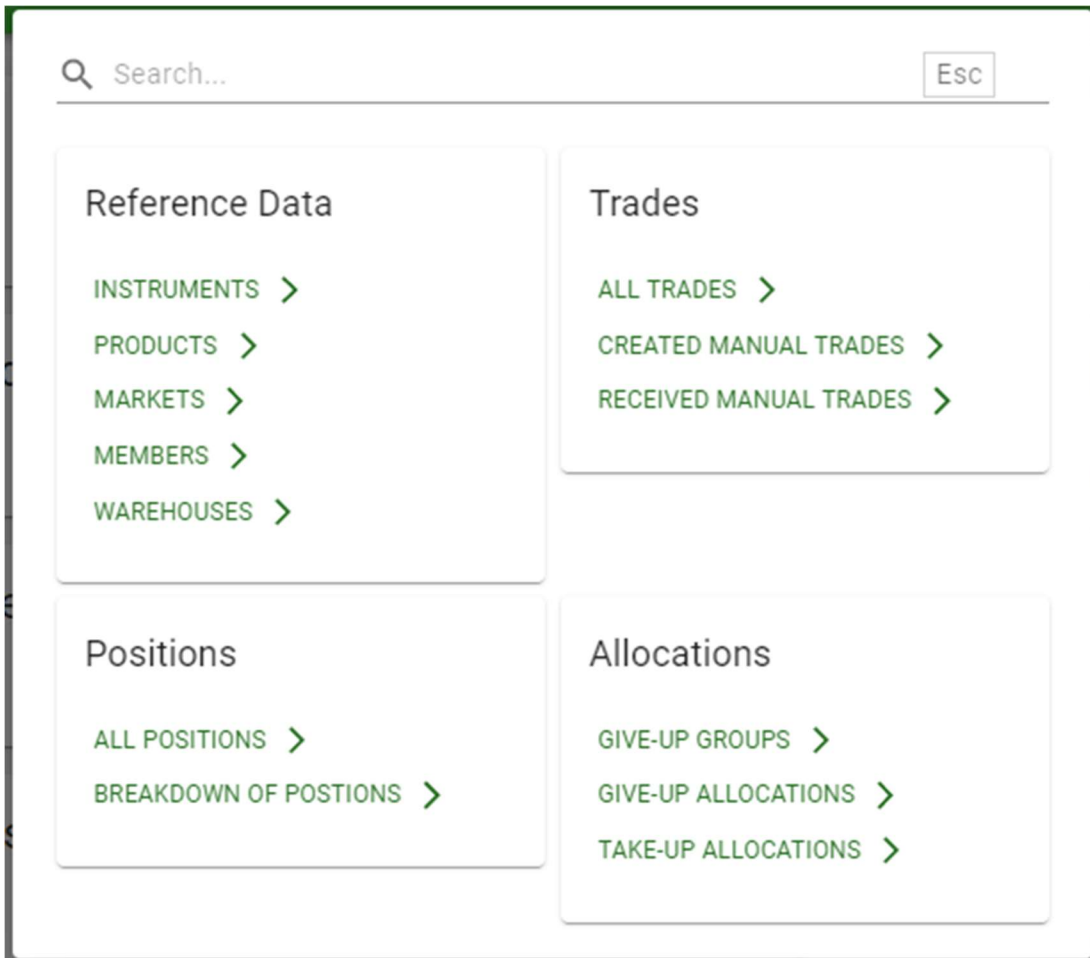 Search...
Esc
Reference Data
INSTRUMENTS
PRODUCTS
MARKETS
MEMBERS
WAREHOUSES
Trades
ALL TRADES
CREATED MANUAL TRADES
RECEIVED MANUAL TRADES
Positions
ALL POSITIONS
BREAKDOWN OF POSTIONS
Allocations
GIVE-UP GROUPS
GIVE-UP ALLOCATIONS
TAKE-UP ALLOCATIONS